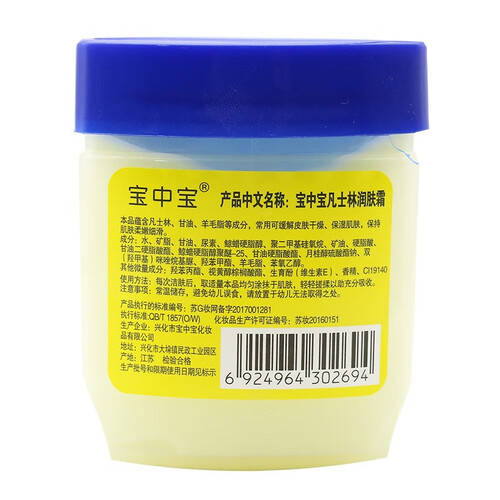 宝中宝® 产品中文名称：宝中宝凡士林润肤霜
本品蕴含凡士林、甘油、羊毛脂等成分，常用可缓解皮肤干燥、保湿肌肤，保持
肌肤柔嫩细滑。
成分：水、矿脂、甘油、尿素、鲸蜡硬脂醇、聚二甲基硅氧烷、矿油、硬脂酸、
甘油二硬脂酸酯、鲸蜡硬脂醇聚醚-25、甘油硬脂酸酯、月桂醇硫酸酯钠、双
（羟甲基）咪唑烷基脲、羟苯甲酯、羊毛脂、苯氧乙醇。
其他微量成分：羟苯丙酯、视黄醇棕榈酸酯、生育酚（维生素E）、香精、CI19140
使用方法：每次洁肤后、取适量本品均匀涂抹于肌肤，轻轻搓揉以助充分吸收。
注意事项：常温储存，避免幼儿误食，请放置于幼儿无法取得之处。
产品执行的标准编号：苏G妆网备字2017001281
执行标准:QB/T 1857(O/W) 化妆品生产许可证编号：苏妆20160151
生产企业：兴化市宝中宝化妆
品有限公司
地址：兴化市大垛镇民政工业园区
产地：江苏 检验合格
生产批号和限期使用日期见标示
6 924964 302694